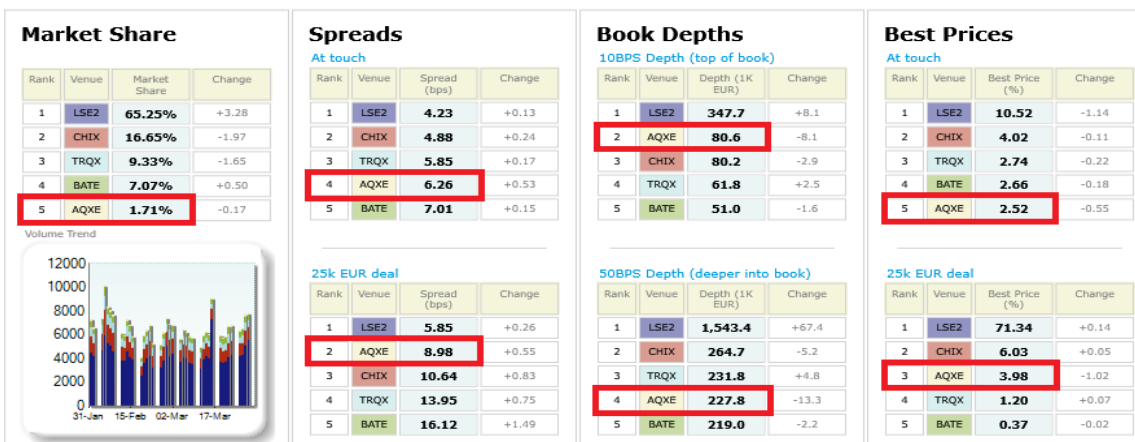 Market Share
Rank Venue Market Share Change
1 LSE2 65.25% +3.28
2 CHIX 16.65% -1.97
3 TRQX 9.33% -1.65
4 BATE 7.07% +0.50
5 AQXE 1.71% -0.17
Volume Trend
12000
10000
8000
6000
4000
2000
0
31-Jan 15-Feb 02-Mar 17-Mar
Spreads
At touch
Rank Venue Spread (bps) Change
1 LSE2 4.23 +0.13
2 CHIX 4.88 +0.24
3 TRQX 5.85 +0.17
4 AQXE 6.26 +0.53
5 BATE 7.01 +0.15
25k EUR deal
Rank Venue Spread (bps) Change
1 LSE2 5.85 +0.26
2 AQXE 8.98 +0.55
3 CHIX 10.64 +0.83
4 TRQX 13.95 +0.75
5 BATE 16.12 +1.49
Book Depths
10BPS Depth (top of book)
Rank Venue Depth (1K EUR) Change
1 LSE2 347.7 +8.1
2 AQXE 80.6 -8.1
3 CHIX 80.2 -2.9
4 TRQX 61.8 +2.5
5 BATE 51.0 -1.6
50BPS Depth (deeper into book)
Rank Venue Depth (1K EUR) Change
1 LSE2 1,543.4 +67.4
2 CHIX 264.7 -5.2
3 TRQX 231.8 +4.8
4 AQXE 227.8 -13.3
5 BATE 219.0 -2.2
Best Prices
At touch
Rank Venue Best Price (%) Change
1 LSE2 10.52 -1.14
2 CHIX 4.02 -0.11
3 TRQX 2.74 -0.22
4 BATE 2.66 -0.18
5 AQXE 2.52 -0.55
25k EUR deal
Rank Venue Best Price (%) Change
1 LSE2 71.34 +0.14
2 CHIX 6.03 +0.05
3 AQXE 3.98 -1.02
4 TRQX 1.20 +0.07
5 BATE 0.37 -0.02